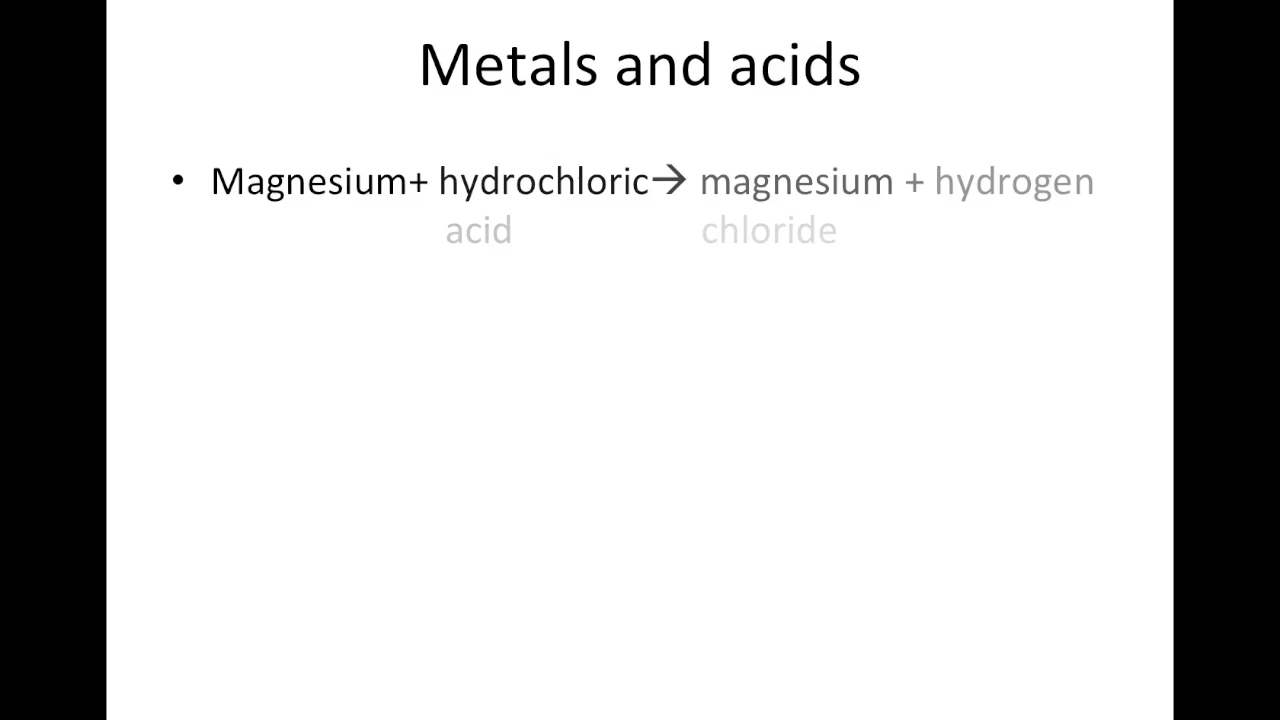 Metals and acids
• Magnesium+ hydrochloric→ magnesium + hydrogen
acid chloride